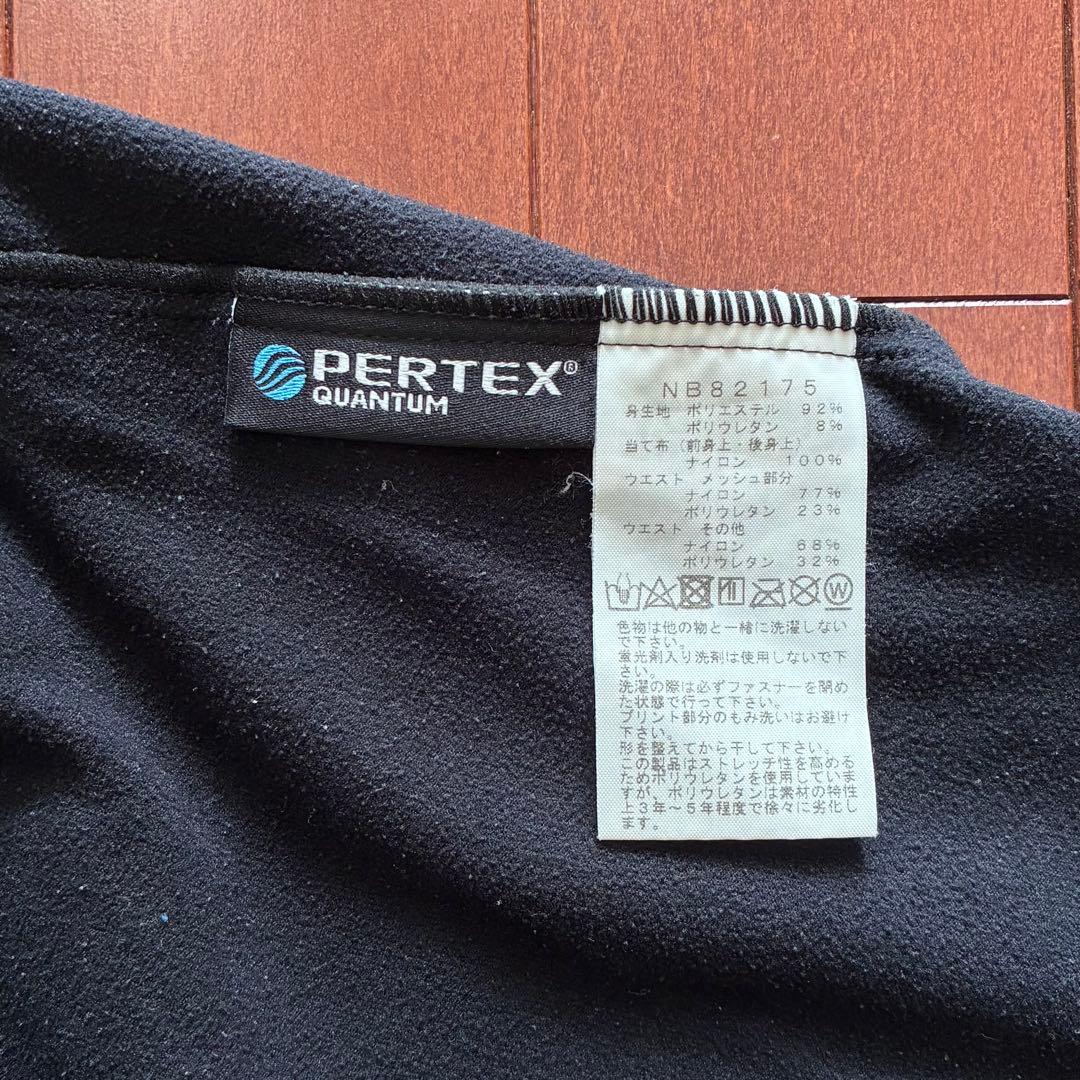 PERTEX®
QUANTUM
NB82175
身生地 ポリエステル 92%
ポリウレタン 8%
当て布(前身上・後身上)
ナイロン 100%
ウエスト メッシュ部分
ナイロン 77%
ポリウレタン 23%
ウエスト その他
ナイロン 68%
ポリウレタン 32%
W
色物は他の物と一緒に洗濯しない
で下さい。
蛍光剤入り洗剤は使用しないで下
さい。
洗濯の際は必ずファスナーを閉め
た状態で行って下さい。
プリント部分のもみ洗いはお避け
下さい。
形を整えてから干して下さい。
この製品はストレッチ性を高める
ためポリウレタンを使用していま
すが、ポリウレタンは素材の特性
上3年~5年程度で徐々に劣化し
ます。